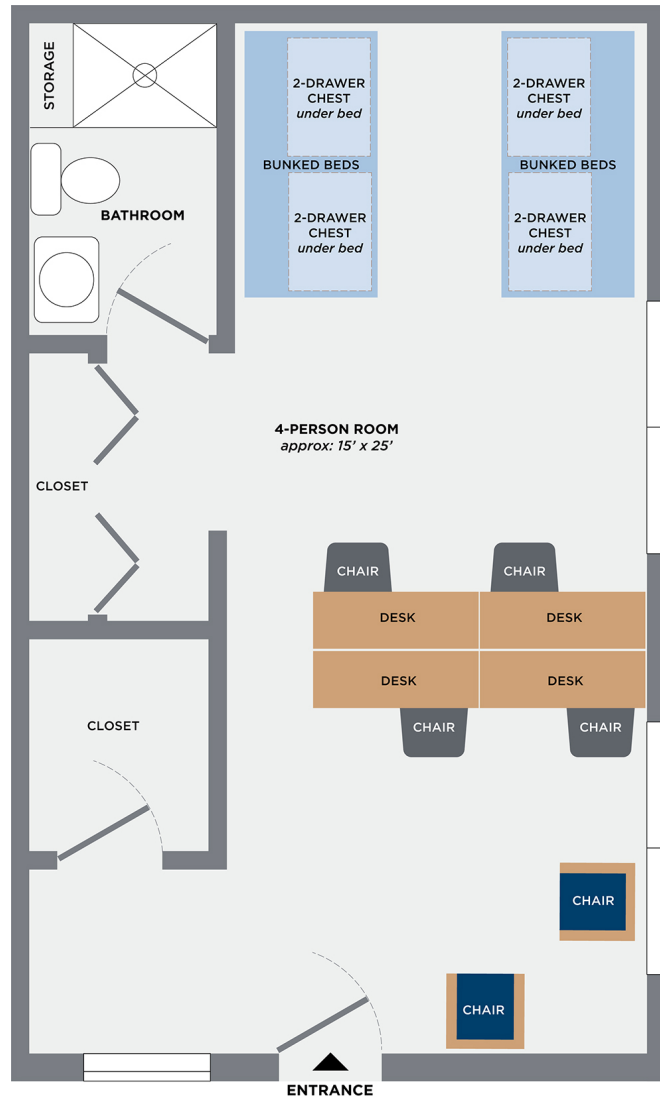 STORAGE
2-DRAWER
CHEST
under bed
2-DRAWER
CHEST
under bed
BUNKED BEDS
BUNKED BEDS
2-DRAWER
CHEST
under bed
2-DRAWER
CHEST
under bed
BATHROOM
4-PERSON ROOM
approx: 15’ x 25’
CLOSET
CHAIR
CHAIR
DESK
DESK
DESK
DESK
CLOSET
CHAIR
CHAIR
CHAIR
CHAIR
ENTRANCE